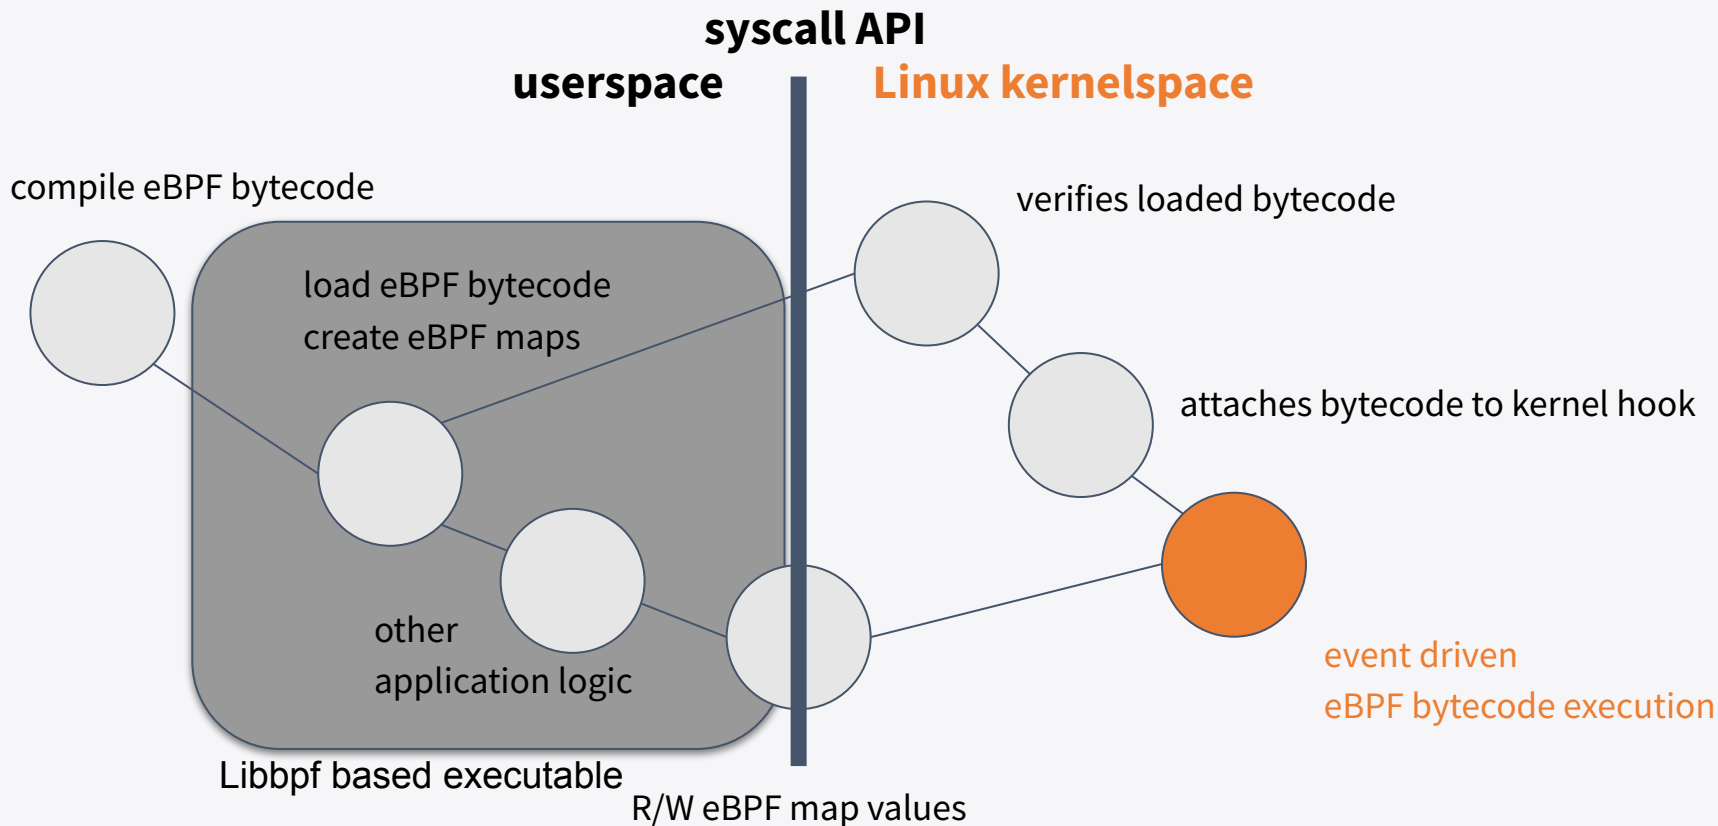 syscall API
userspace
Linux kernelspace
compile eBPF bytecode
verifies loaded bytecode
load eBPF bytecode
create eBPF maps
attaches bytecode to kernel hook
other
application logic
event driven
eBPF bytecode execution
Libbpf based executable
R/W eBPF map values